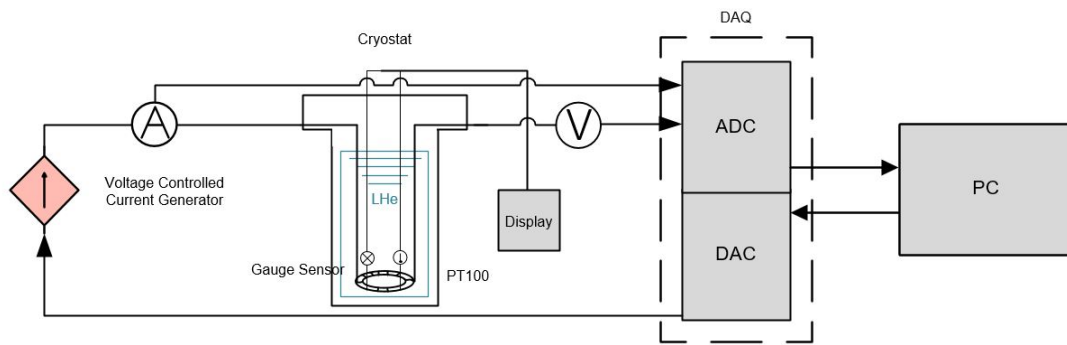 DAQ
Cryostat
A
V
ADC
PC
Voltage Controlled
Current Generator
LHe
Display
DAC
Gauge Sensor
PT100